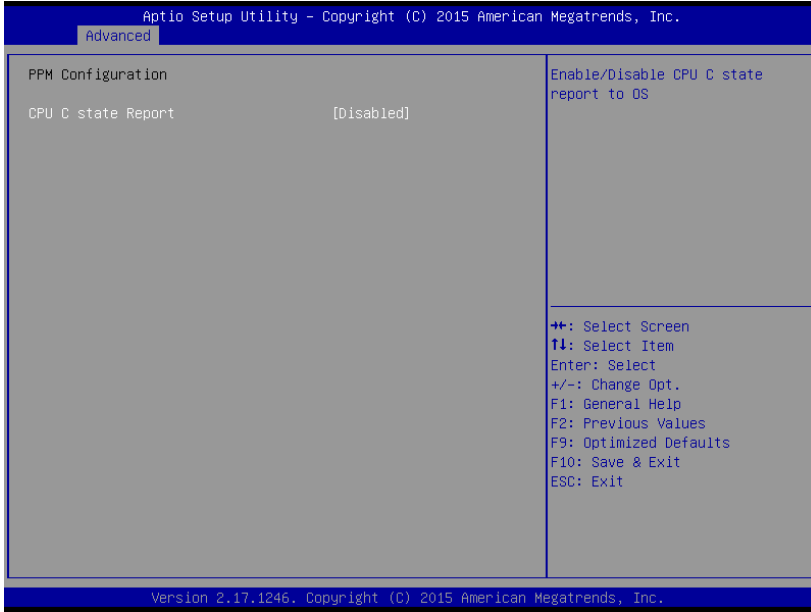 Aptio Setup Utility – Copyright (C) 2015 American Megatrends, Inc.
Advanced
PPM Configuration
CPU C state Report [Disabled]
Enable/Disable CPU C state
report to OS
→←: Select Screen
↑↓: Select Item
Enter: Select
+/-: Change Opt.
F1: General Help
F2: Previous Values
F9: Optimized Defaults
F10: Save & Exit
ESC: Exit
Version 2.17.1246. Copyright (C) 2015 American Megatrends, Inc.